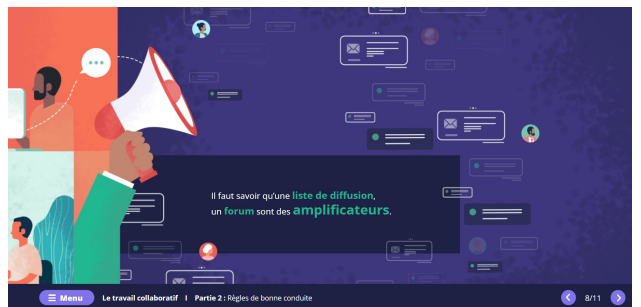 Il faut savoir qu'une liste de diffusion,
un forum sont des amplificateurs.
Menu
Le travail collaboratif I Partie 2 : Règles de bonne conduite
8/11